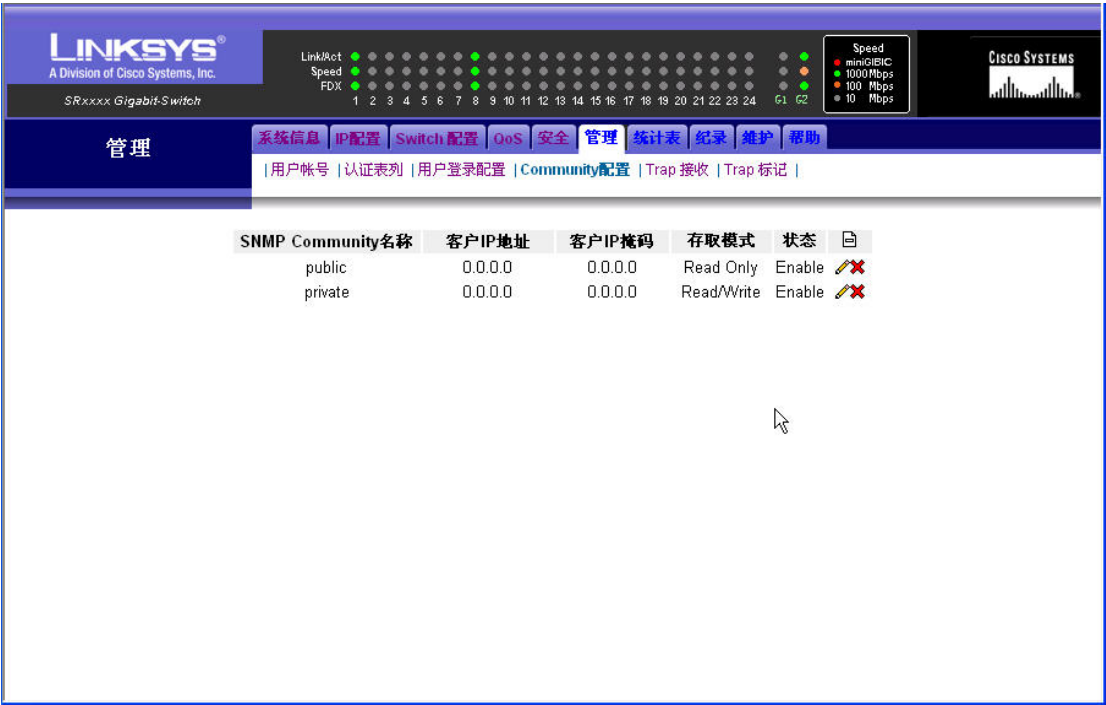 LINKSYS®
A Division of Cisco Systems, Inc.
SRxxxx Gigabit-Switch
Link/Act
Speed
FDX
1 2 3 4 5 6 7 8 9 10 11 12 13 14 15 16 17 18 19 20 21 22 23 24 G1 G2
Speed
miniGIBIC
1000 Mbps
100 Mbps
10 Mbps
CISCO SYSTEMS
管理
系统信息 IP配置 Switch 配置 QoS 安全 管理 统计表 纪录 维护 帮助
|用户帐号 |认证表列 |用户登录配置 |Community配置 |Trap 接收 |Trap 标记 |
SNMP Community名称 客户IP地址 客户IP掩码 存取模式 状态
public 0.0.0.0 0.0.0.0 Read Only Enable
private 0.0.0.0 0.0.0.0 Read/Write Enable